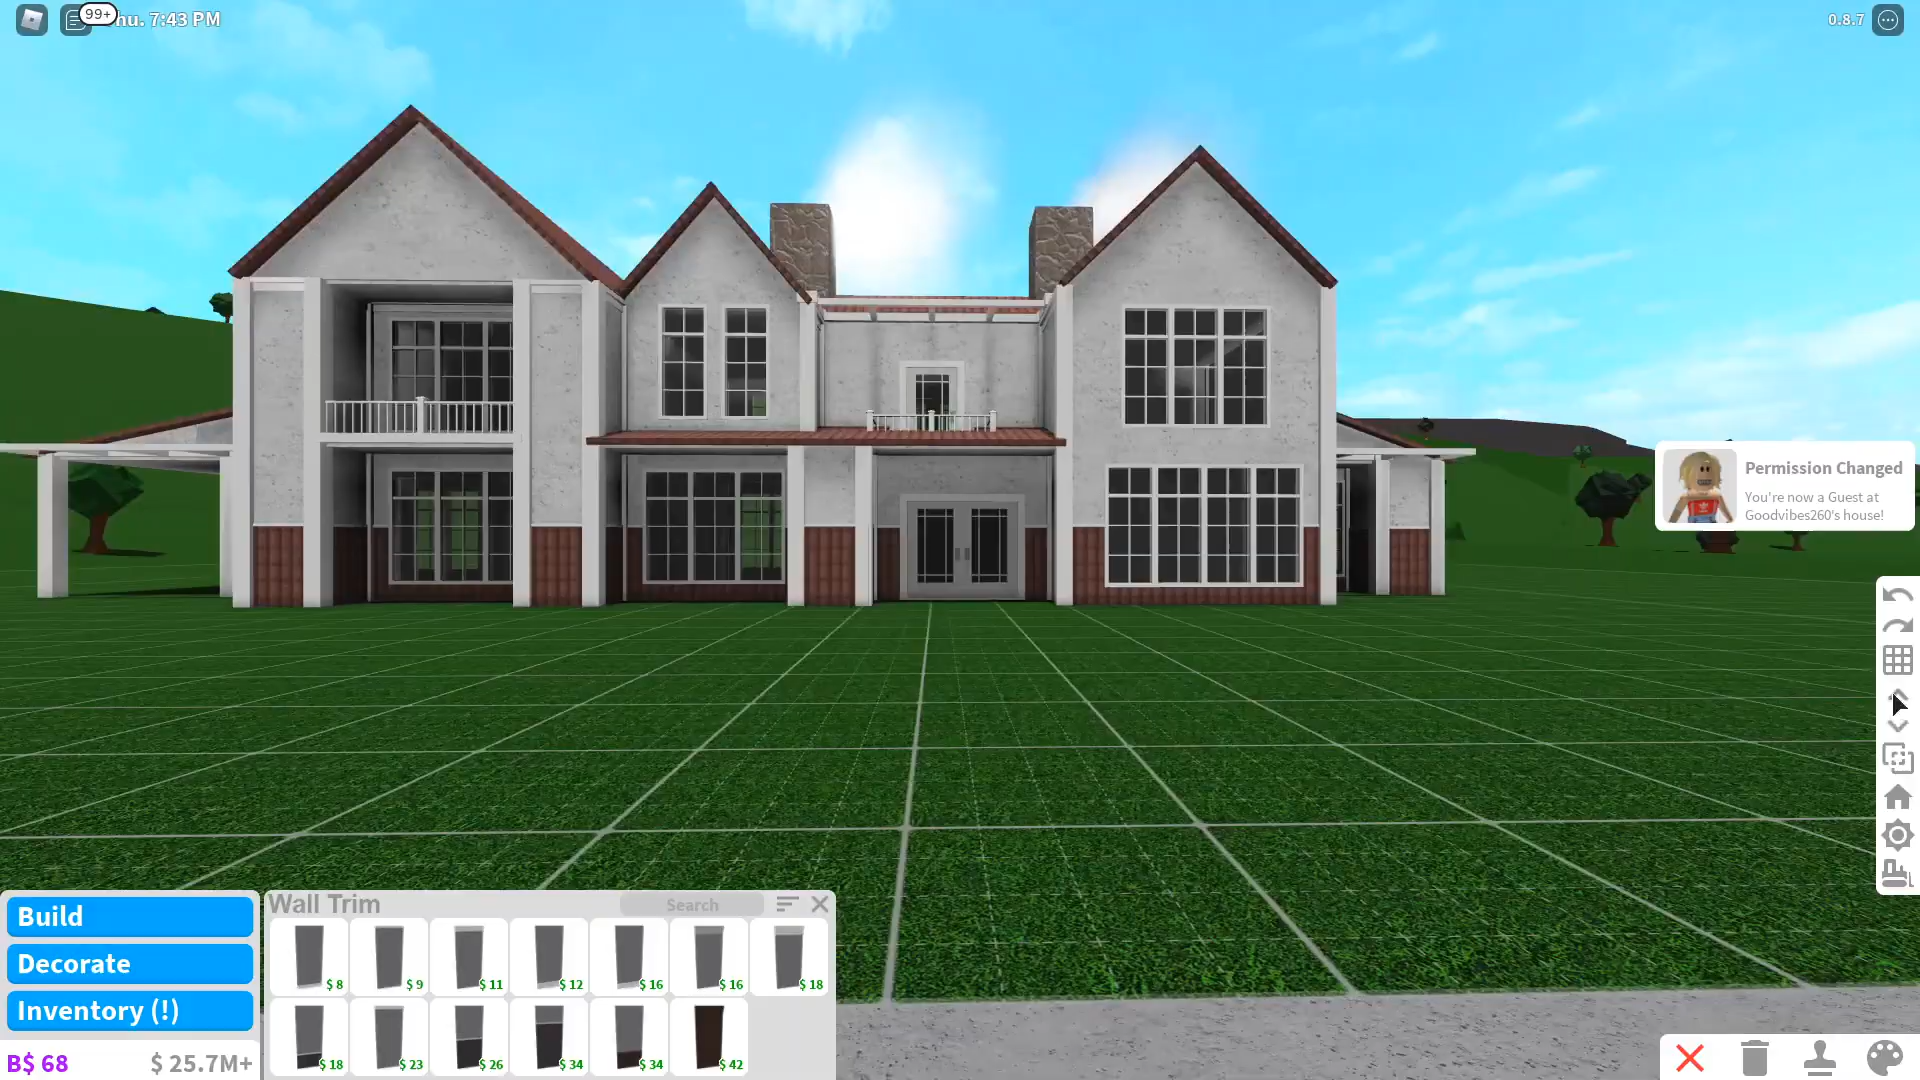 99+
hu. 7:43 PM
0.8.7
Permission Changed
You're now a Guest at
Goodvibes260's house!
Build
Decorate
Inventory (!)
B$ 68
$ 25.7M+
Wall Trim
Search
$ 8
$ 9
$ 11
$ 12
$ 16
$ 16
$ 18
$ 18
$ 23
$ 26
$ 34
$ 34
$ 42